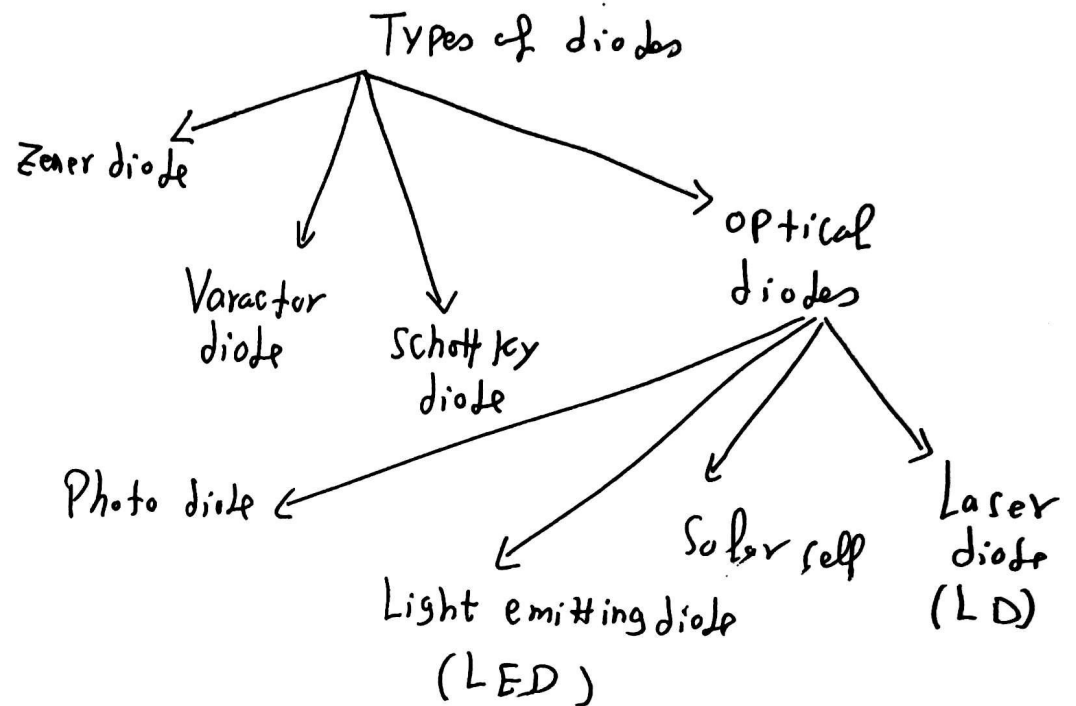 Types of diodes
Zener diode
Varactor
diode
Schottky
diode
optical
diodes
Photo diode
Light emitting diode
(LED)
Solar cell
Laser
diode
(LD)